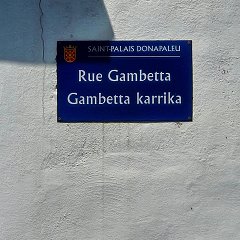 SAINT-PALAIS DONAPALEU
Rue Gambetta
Gambetta karrika